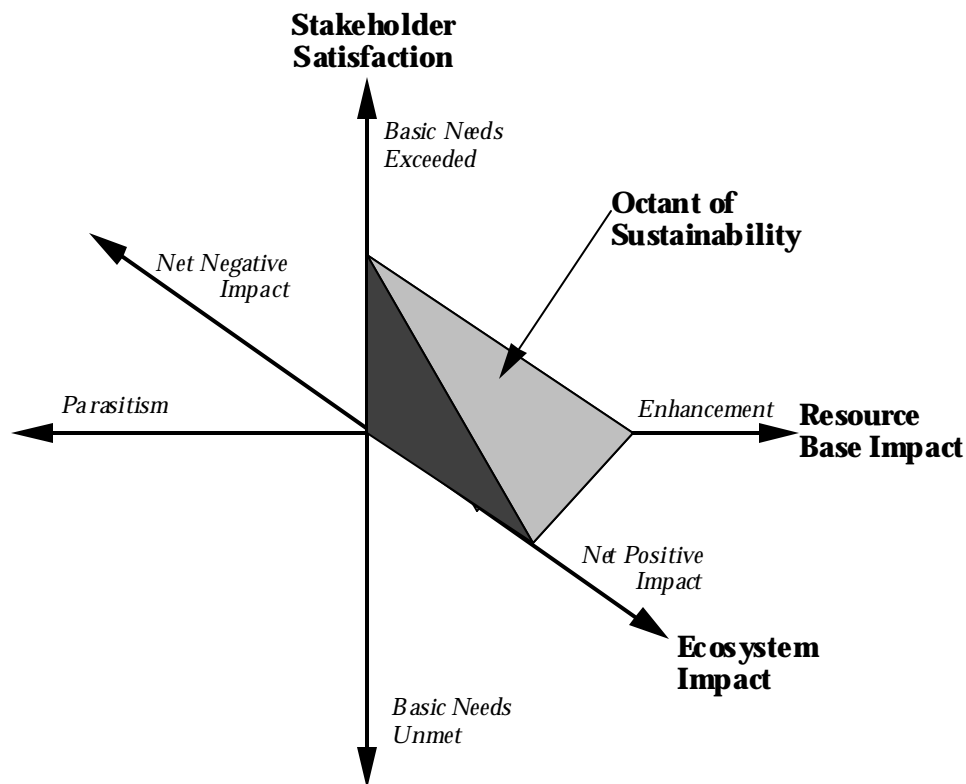 Stakeholder
Satisfaction
Basic Needs
Exceeded
Octant of
Sustainability
Net Negative
Impact
Parasitism
Enhancement
Resource
Base Impact
Net Positive
Impact
Ecosystem
Impact
Basic Needs
Unmet